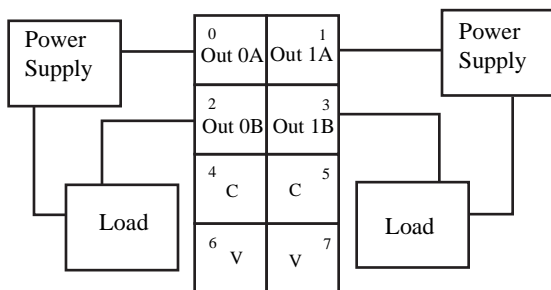 Power
Supply
0
Out 0A
1
Out 1A
Power
Supply
2
Out 0B
3
Out 1B
4
C
5
C
Load
Load
6
V
7
V